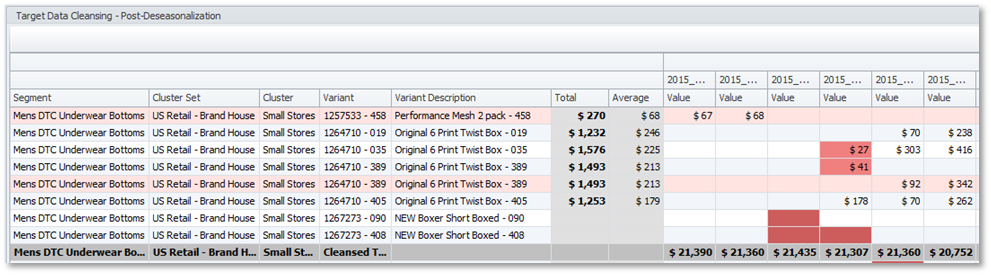 Target Data Cleansing - Post-Deseasonalization
2015_... 2015_... 2015_... 2015_... 2015_... 2015_...
Segment Cluster Set Cluster Variant Variant Description Total Average Value Value Value Value Value Value
Mens DTC Underwear Bottoms US Retail - Brand House Small Stores 1257533 - 458 Performance Mesh 2 pack - 458 $ 270 $ 68 $ 67 $ 68
Mens DTC Underwear Bottoms US Retail - Brand House Small Stores 1264710 - 019 Original 6 Print Twist Box - 019 $ 1,232 $ 246 $ 70 $ 238
Mens DTC Underwear Bottoms US Retail - Brand House Small Stores 1264710 - 035 Original 6 Print Twist Box - 035 $ 1,576 $ 225 $ 27 $ 303 $ 416
Mens DTC Underwear Bottoms US Retail - Brand House Small Stores 1264710 - 389 Original 6 Print Twist Box - 389 $ 1,493 $ 213 $ 41
Mens DTC Underwear Bottoms US Retail - Brand House Small Stores 1264710 - 389 Original 6 Print Twist Box - 389 $ 1,493 $ 213 $ 92 $ 342
Mens DTC Underwear Bottoms US Retail - Brand House Small Stores 1264710 - 405 Original 6 Print Twist Box - 405 $ 1,253 $ 179 $ 178 $ 70 $ 262
Mens DTC Underwear Bottoms US Retail - Brand House Small Stores 1267273 - 090 NEW Boxer Short Boxed - 090
Mens DTC Underwear Bottoms US Retail - Brand House Small Stores 1267273 - 408 NEW Boxer Short Boxed - 408
Mens DTC Underwear Bo... US Retail - Brand H... Small St... Cleansed T... $ 21,390 $ 21,360 $ 21,435 $ 21,307 $ 21,360 $ 20,752